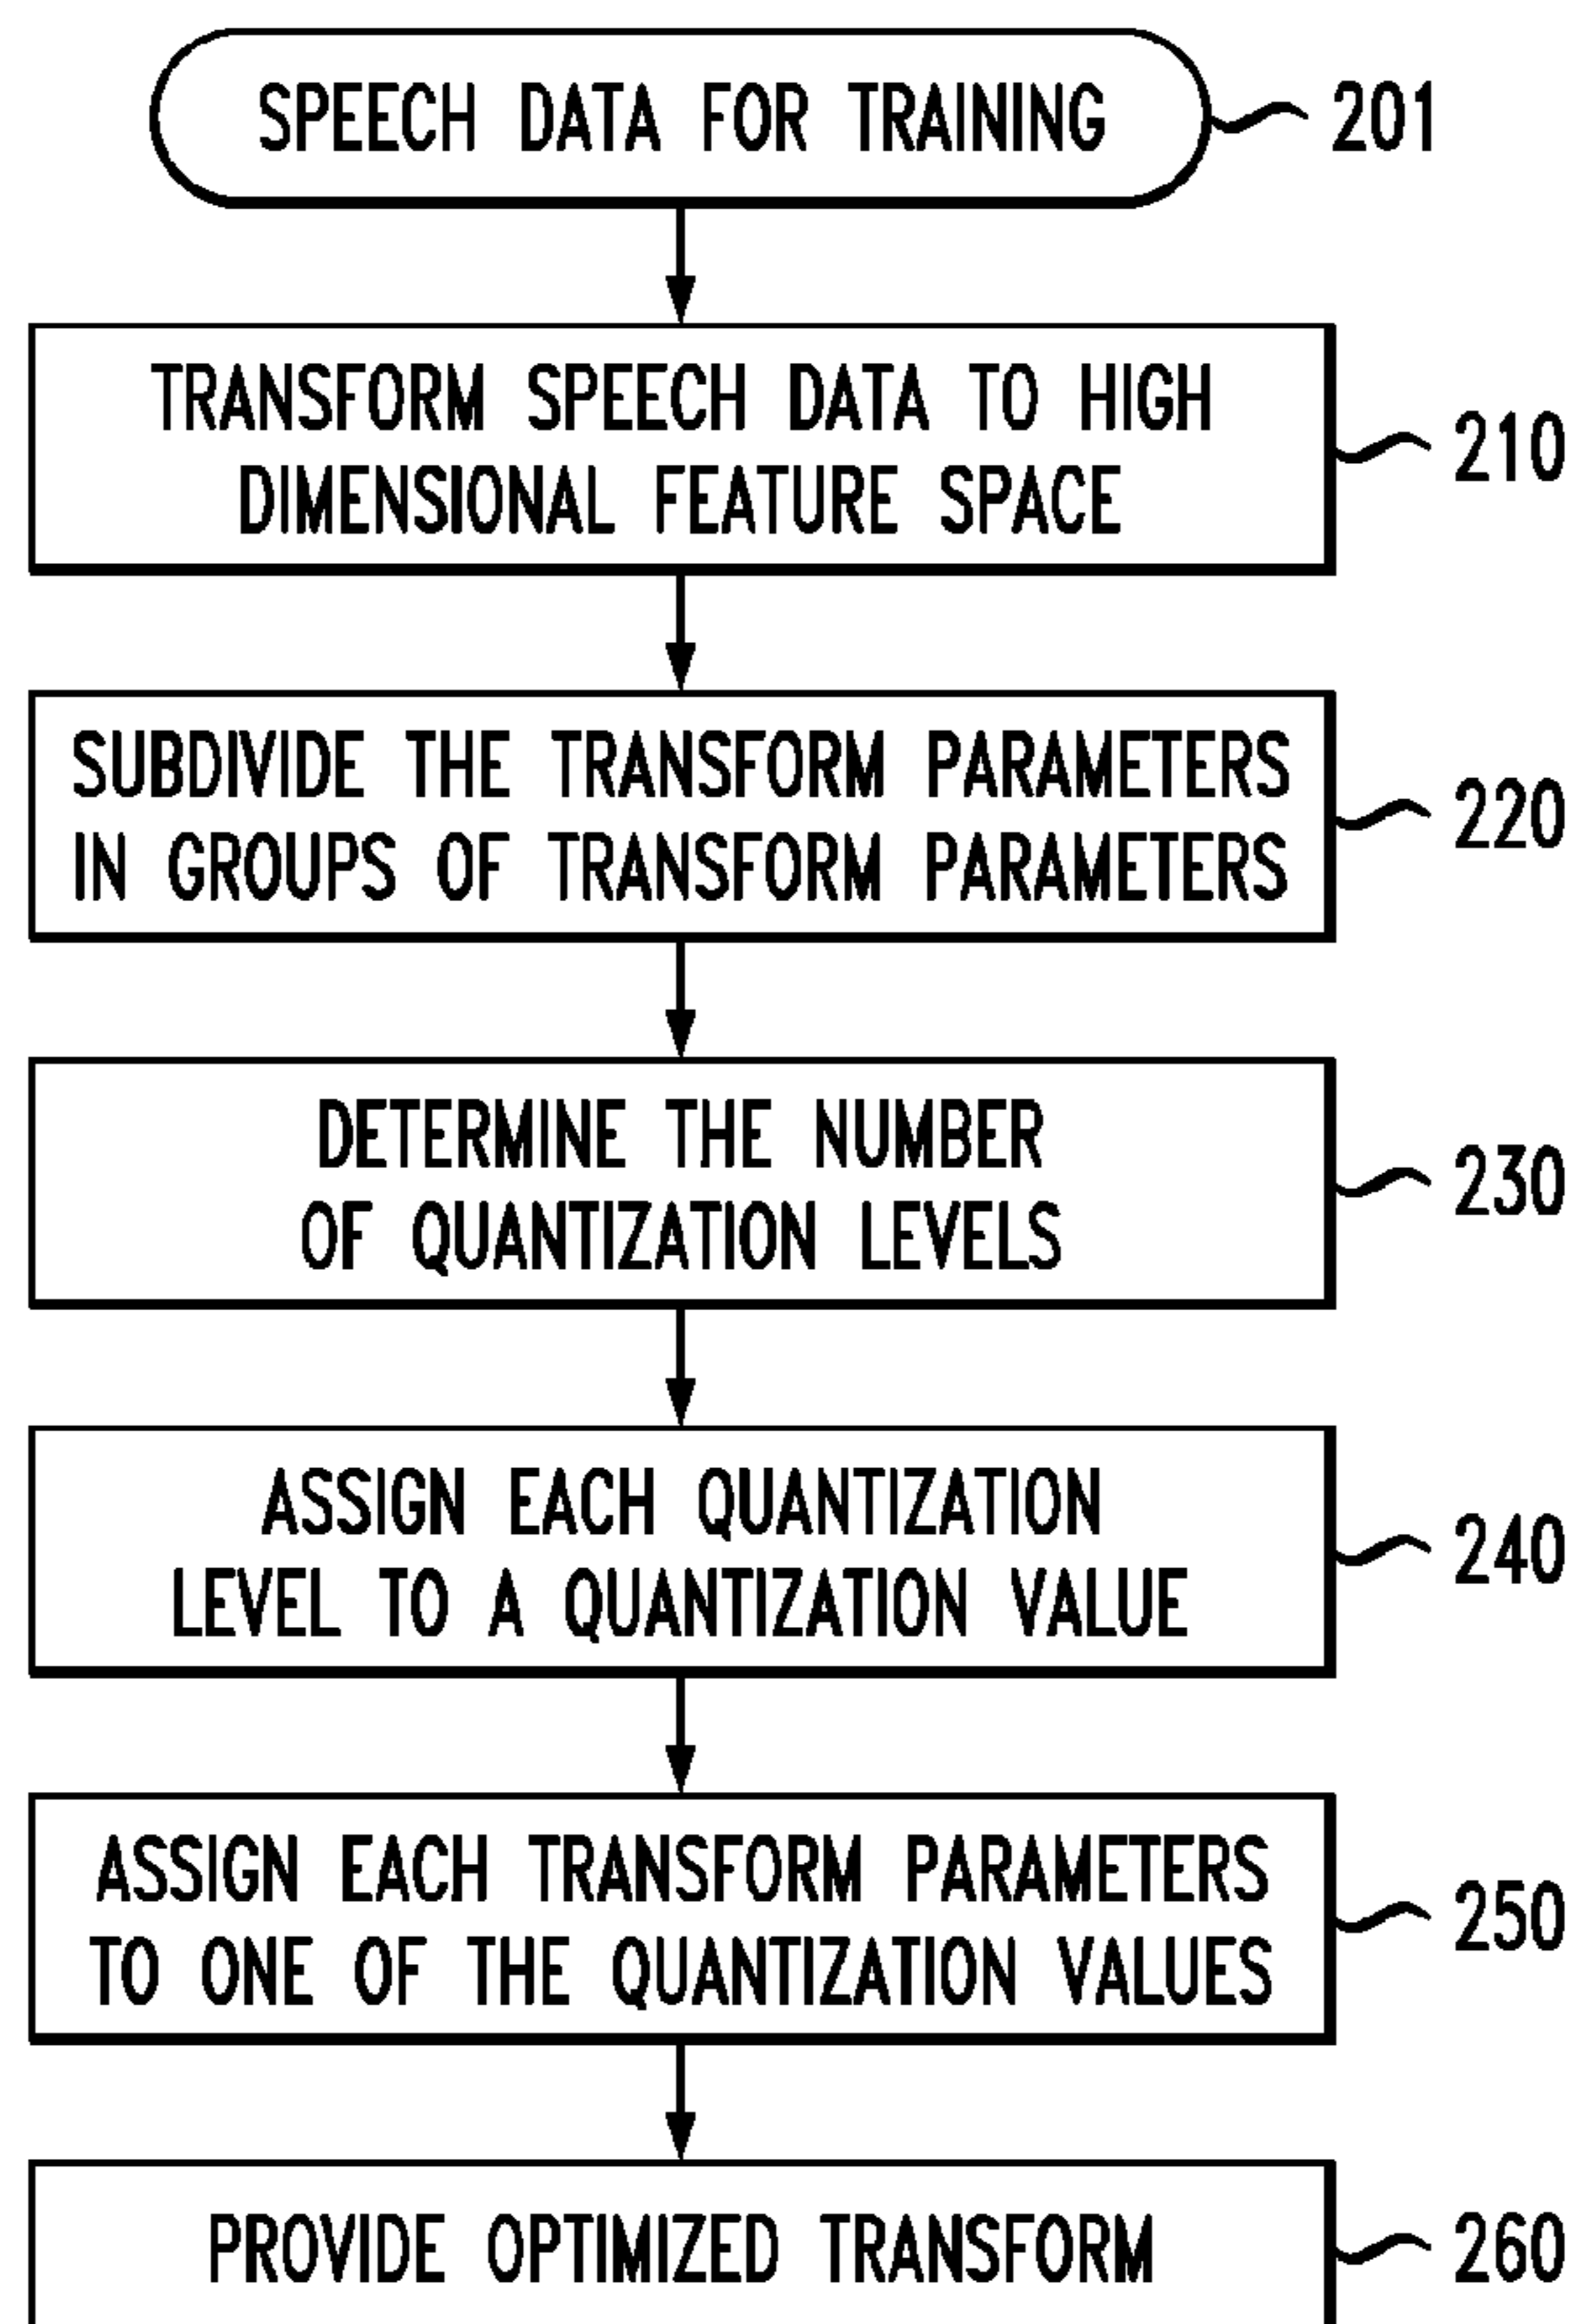 SPEECH DATA FOR TRAINING 201
TRANSFORM SPEECH DATA TO HIGH
DIMENSIONAL FEATURE SPACE
210
SUBDIVIDE THE TRANSFORM PARAMETERS
IN GROUPS OF TRANSFORM PARAMETERS
220
DETERMINE THE NUMBER
OF QUANTIZATION LEVELS
230
ASSIGN EACH QUANTIZATION
LEVEL TO A QUANTIZATION VALUE
240
ASSIGN EACH TRANSFORM PARAMETERS
TO ONE OF THE QUANTIZATION VALUES
250
PROVIDE OPTIMIZED TRANSFORM 260